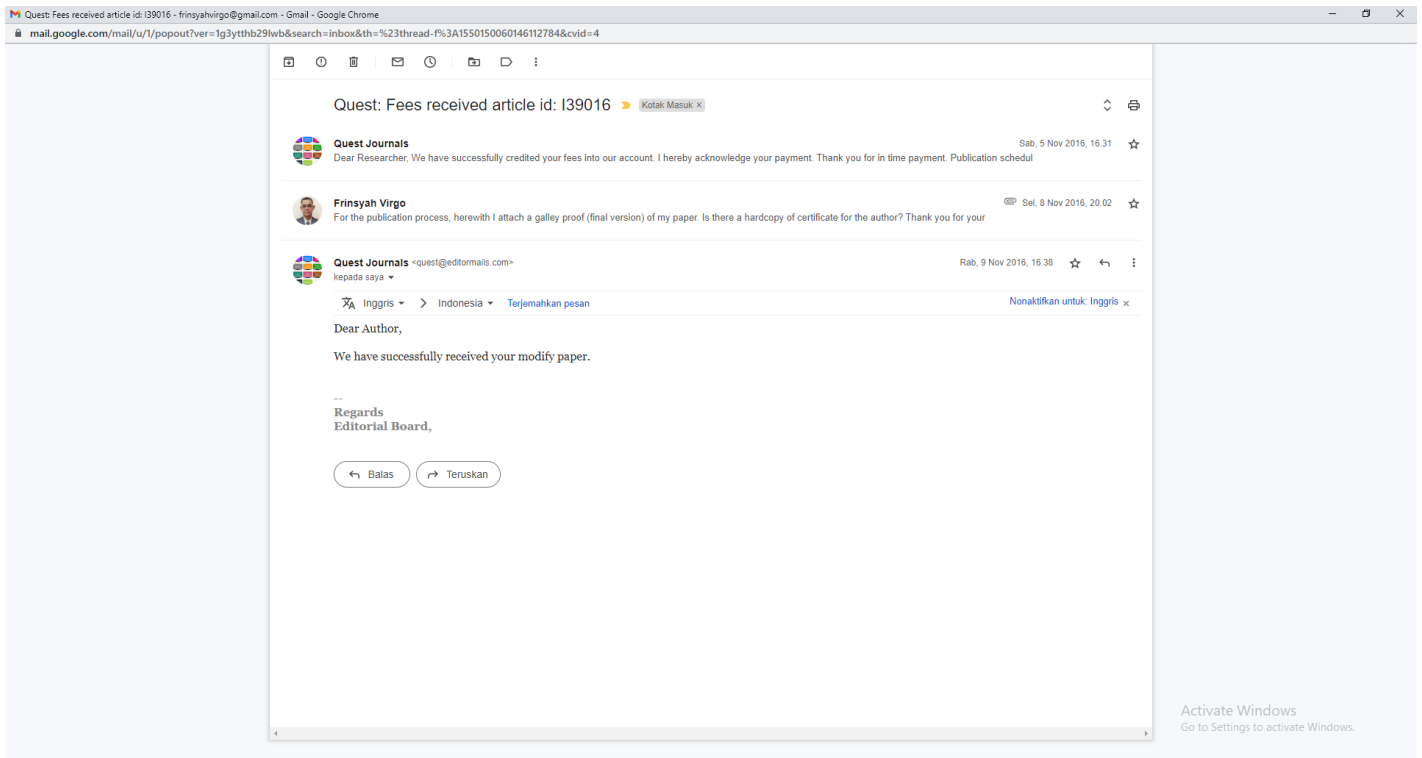 Quest: Fees received article id: I39016 - frinsyahvirgo@gmail.com - Gmail - Google Chrome
mail.google.com/mail/u/1/popout?ver=1g3ytthb29lwb&search=inbox&th=%23thread-f%3A1550150060146112784&cvid=4
Quest: Fees received article id: I39016 Kotak Masuk ×
Quest Journals Sab, 5 Nov 2016, 16.31
Dear Researcher, We have successfully credited your fees into our account. I hereby acknowledge your payment. Thank you for in time payment. Publication schedul
Frinsyah Virgo Sel, 8 Nov 2016, 20.02
For the publication process, herewith I attach a galley proof (final version) of my paper. Is there a hardcopy of certificate for the author? Thank you for your
Quest Journals <quest@editormails.com> Rab, 9 Nov 2016, 16.38
kepada saya
Inggris > Indonesia Terjemahkan pesan Nonaktifkan untuk: Inggris ×
Dear Author,
We have successfully received your modify paper.
--
Regards
Editorial Board,
Balas Teruskan
Activate Windows
Go to Settings to activate Windows.